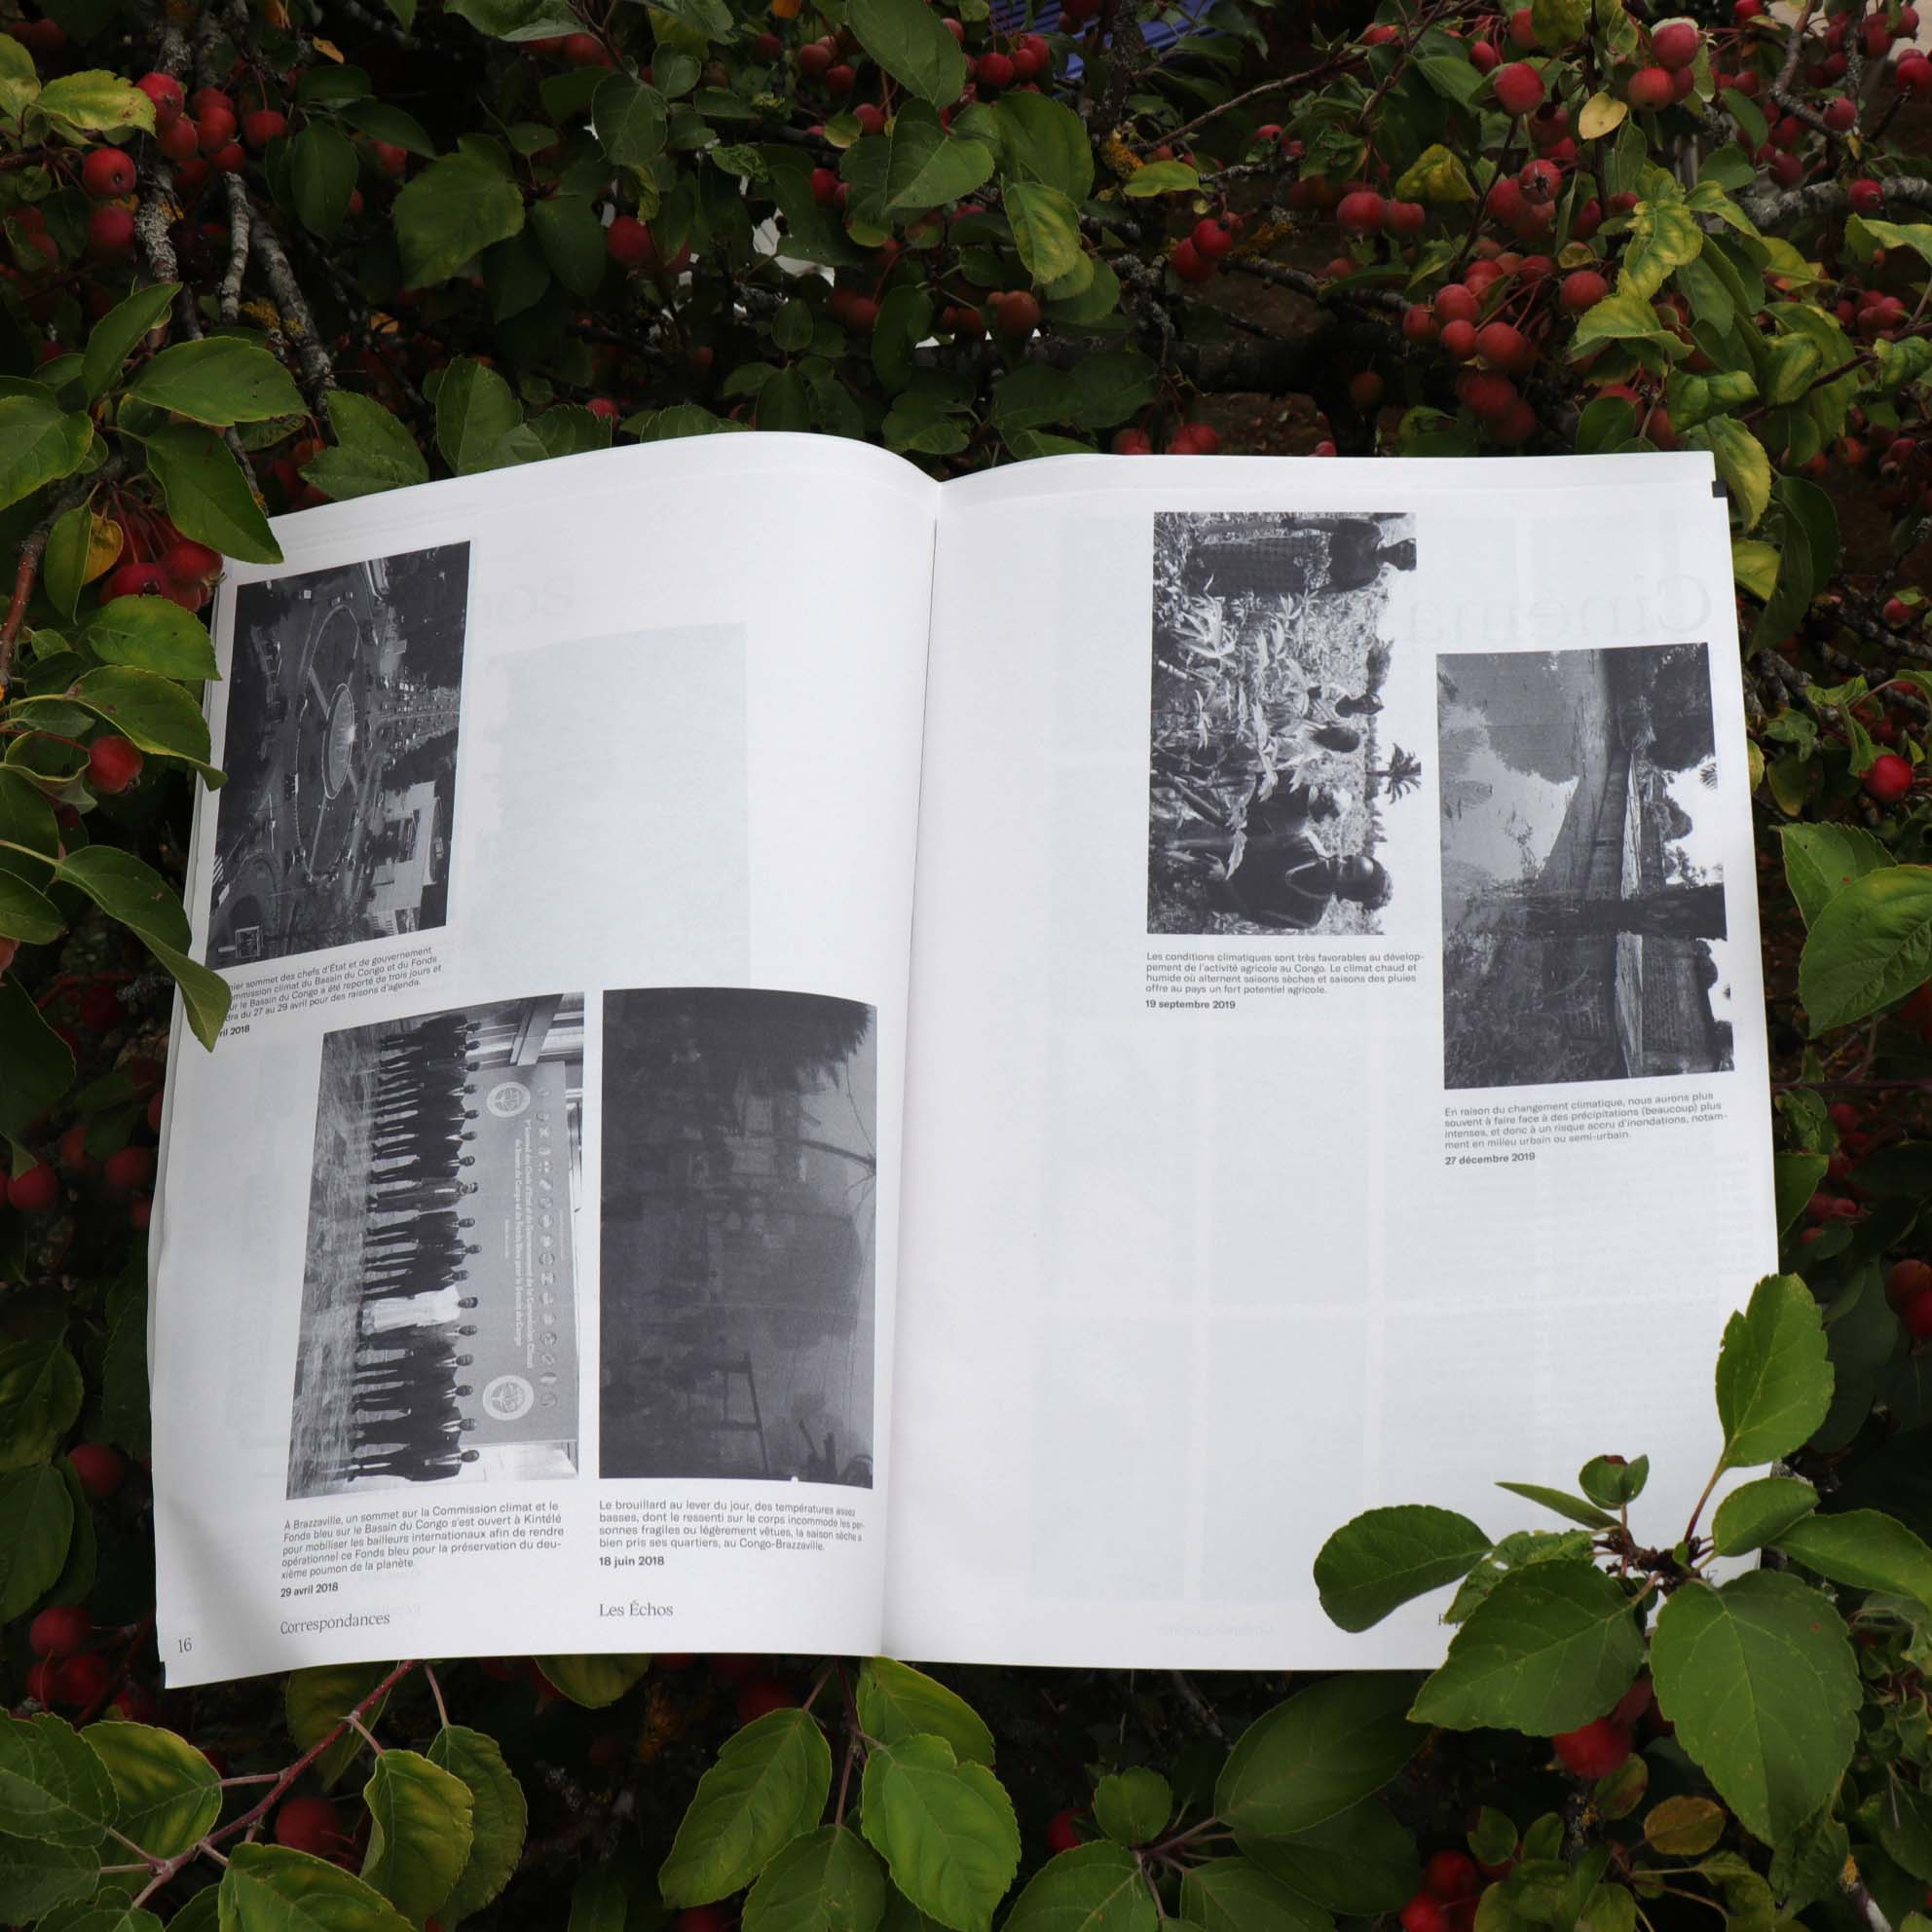 nier sommet des chefs d'État et de gouvernement
mmission climat du Bassin du Congo et du Fonds
r le Bassin du Congo a été reporté de trois jours et
dra du 27 au 29 avril pour des raisons d'agenda.
ril 2018
À Brazzaville, un sommet sur la Commission climat et le
Fonds bleu sur le Bassin du Congo s'est ouvert à Kintélé
pour mobiliser les bailleurs internationaux afin de rendre
opérationnel ce Fonds bleu pour la préservation du deu-
xième poumon de la planète.
29 avril 2018
Le brouillard au lever du jour, des températures assez
basses, dont le ressenti sur le corps incommode les per-
sonnes fragiles ou légèrement vêtues, la saison sèche a
bien pris ses quartiers, au Congo-Brazzaville.
18 juin 2018
16
Correspondances
Les Échos
Cinéma
Les conditions climatiques sont très favorables au dévelop-
pement de l'activité agricole au Congo. Le climat chaud et
humide où alternent saisons sèches et saisons des pluies
offre au pays un fort potentiel agricole.
19 septembre 2019
En raison du changement climatique, nous aurons plus
souvent à faire face à des précipitations (beaucoup) plus
intenses, et donc à un risque accru d'inondations, notam-
ment en milieu urbain ou semi-urbain.
27 décembre 2019
17